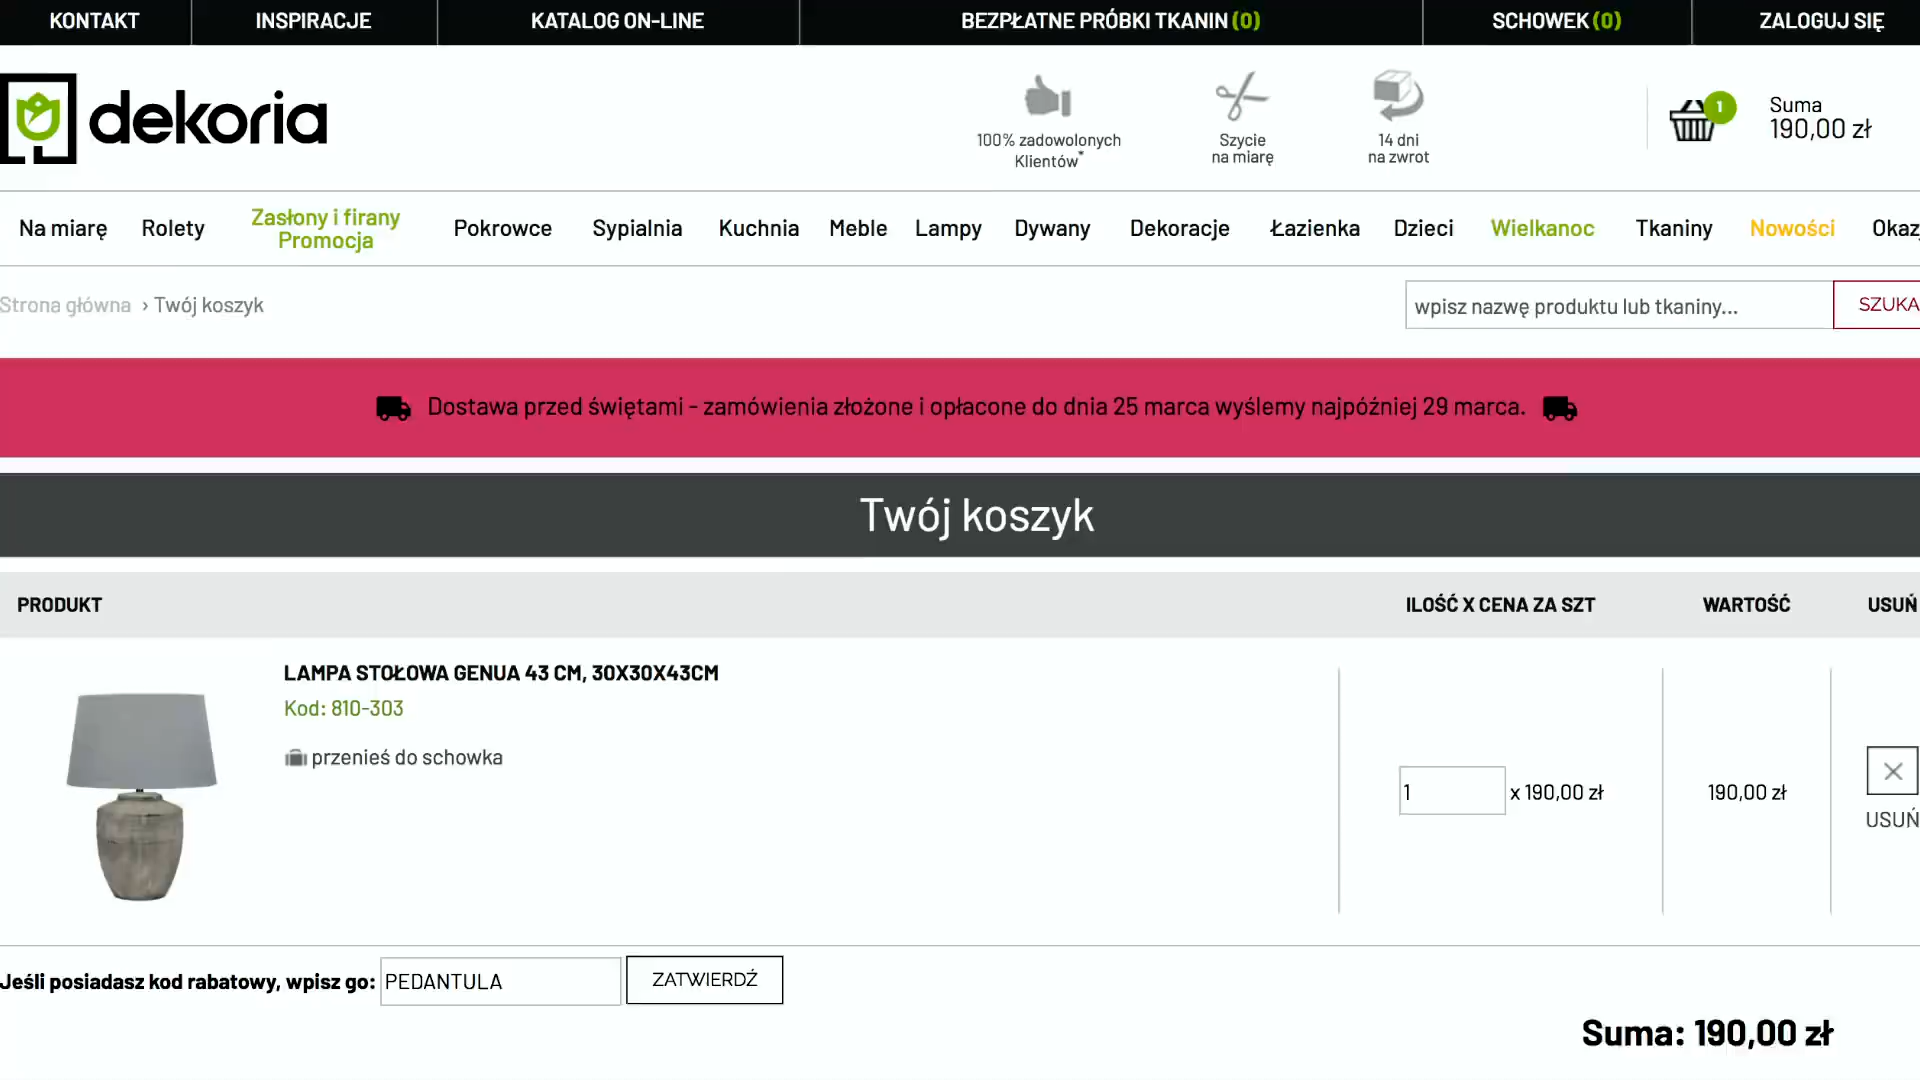 KONTAKT
INSPIRACJE
KATALOG ON-LINE
BEZPŁATNE PRÓBKI TKANIN (0)
SCHOWEK (0)
ZALOGUJ SIĘ
dekoria
100% zadowolonych
Klientów*
Szycie
na miarę
14 dni
na zwrot
1
Suma
190,00 zł
Na miarę
Rolety
Zasłony i firany
Promocja
Pokrowce
Sypialnia
Kuchnia
Meble
Lampy
Dywany
Dekoracje
Łazienka
Dzieci
Wielkanoc
Tkaniny
Nowości
Okaz
Strona główna › Twój koszyk
wpisz nazwę produktu lub tkaniny...
SZUKA
Dostawa przed świętami - zamówienia złożone i opłacone do dnia 25 marca wyślemy najpóźniej 29 marca.
Twój koszyk
PRODUKT
ILOŚĆ X CENA ZA SZT
WARTOŚĆ
USUŃ
LAMPA STOŁOWA GENUA 43 CM, 30X30X43CM
Kod: 810-303
przenieś do schowka
1 x 190,00 zł
190,00 zł
USUŃ
Jeśli posiadasz kod rabatowy, wpisz go: PEDANTULA
ZATWIERDŹ
Suma: 190,00 zł